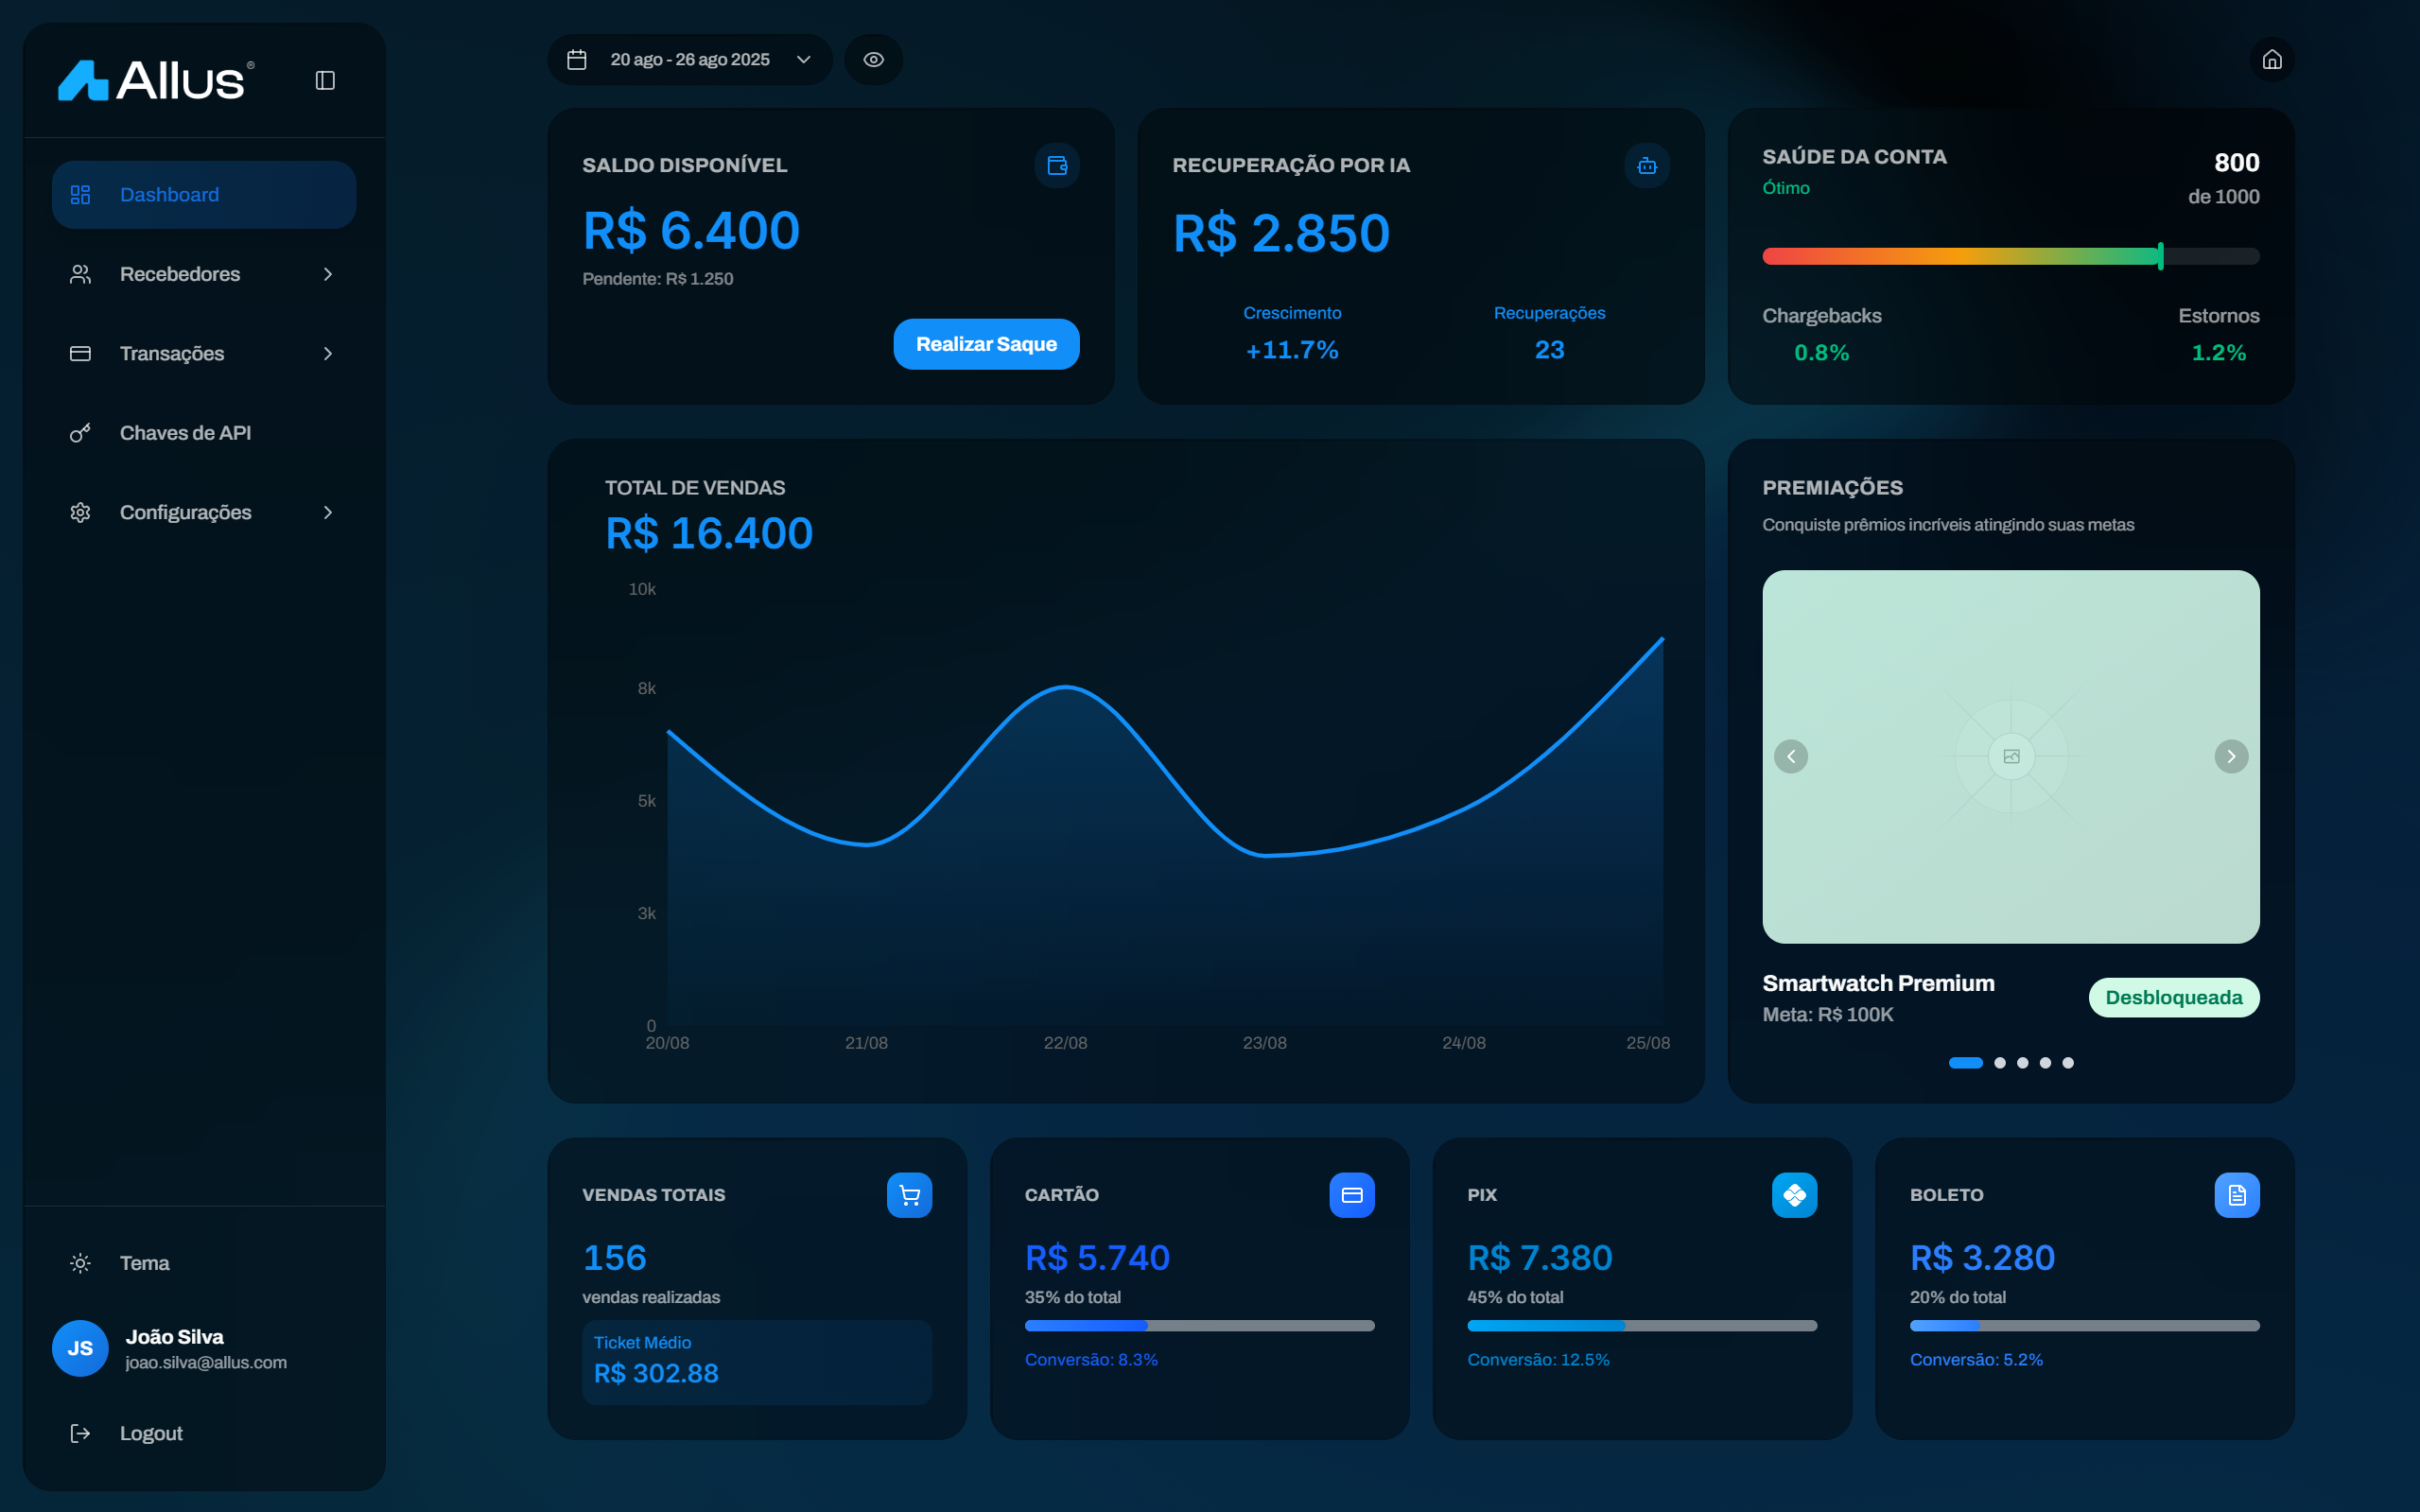 Allus®
Dashboard
Recebedores
Transações
Chaves de API
Configurações
Tema
JS
João Silva
joao.silva@allus.com
Logout
20 ago - 26 ago 2025
SALDO DISPONÍVEL
R$ 6.400
Pendente: R$ 1.250
Realizar Saque
RECUPERAÇÃO POR IA
R$ 2.850
Crescimento
+11.7%
Recuperações
23
SAÚDE DA CONTA
Ótimo
800
de 1000
Chargebacks
0.8%
Estornos
1.2%
TOTAL DE VENDAS
R$ 16.400
10k
8k
5k
3k
0
20/08 21/08 22/08 23/08 24/08 25/08
PREMIAÇÕES
Conquiste prêmios incríveis atingindo suas metas
Smartwatch Premium
Meta: R$ 100K
Desbloqueada
VENDAS TOTAIS
156
vendas realizadas
Ticket Médio
R$ 302.88
CARTÃO
R$ 5.740
35% do total
Conversão: 8.3%
PIX
R$ 7.380
45% do total
Conversão: 12.5%
BOLETO
R$ 3.280
20% do total
Conversão: 5.2%